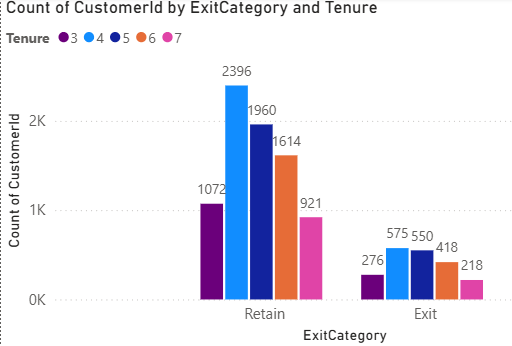 Count of CustomerId by ExitCategory and Tenure
Tenure 3 4 5 6 7
Count of CustomerId
2K
1K
0K
1072
2396
1960
1614
921
276
575
550
418
218
Retain
Exit
ExitCategory